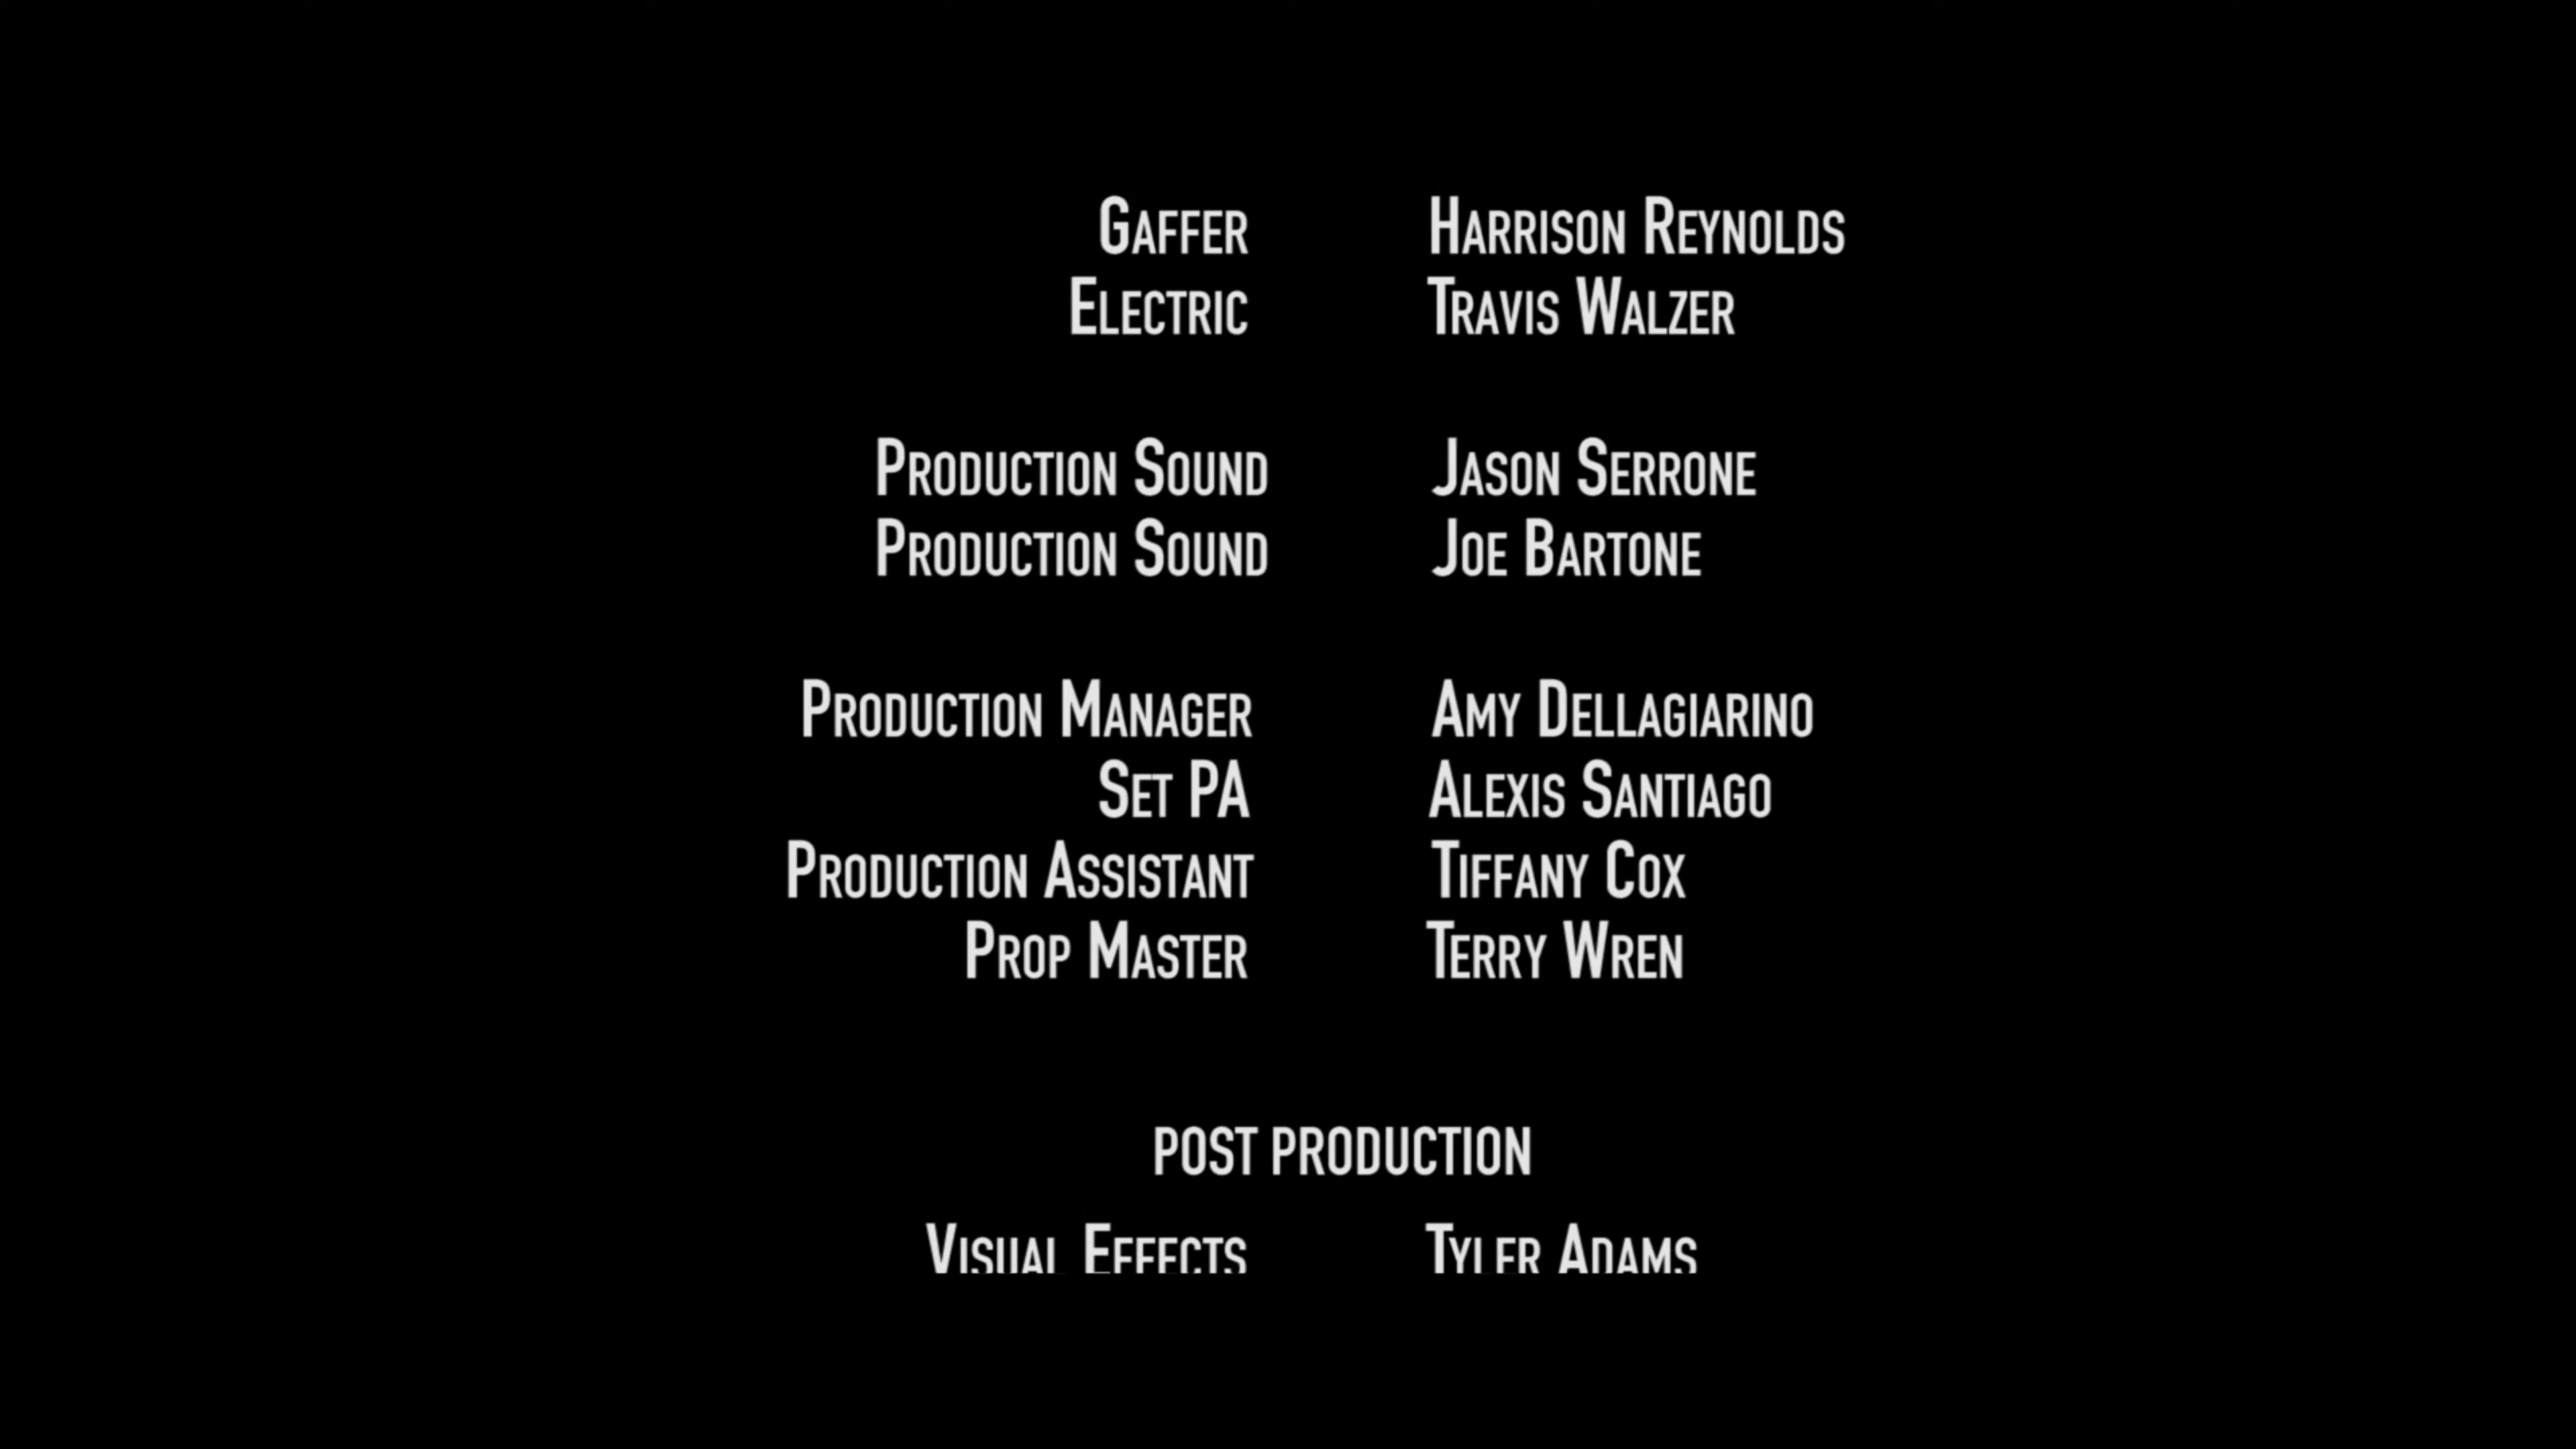 Gaffer Harrison Reynolds
Electric Travis Walzer
Production Sound Jason Serrone
Production Sound Joe Bartone
Production Manager Amy Dellagiarino
Set PA Alexis Santiago
Production Assistant Tiffany Cox
Prop Master Terry Wren
POST PRODUCTION
Visual Effects Tyler Adams